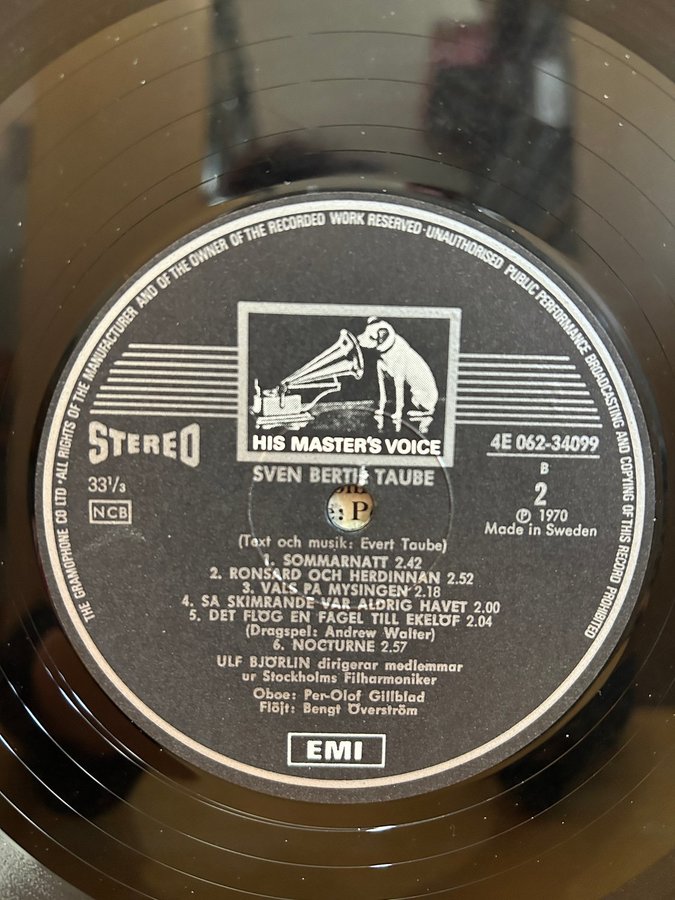 THE GRAMOPHONE CO LTD · ALL RIGHTS OF THE MANUFACTURER AND OF THE OWNER OF THE RECORDED WORK RESERVED · UNAUTHORISED PUBLIC PERFORMANCE BROADCASTING AND COPYING OF THIS RECORD PROHIBITED
HIS MASTER'S VOICE
STEREO
33 1/3
NCB
4E 062-34099
B
2
℗ 1970
Made in Sweden
SVEN BERTIL TAUBE
: P
(Text och musik: Evert Taube)
1. SOMMARNATT 2.42
2. RONSARD OCH HERDINNAN 2.52
3. VALS PÅ MYSINGEN 2.18
4. SÅ SKIMRANDE VAR ALDRIG HAVET 2.00
5. DET FLÖG EN FÅGEL TILL EKELÖF 2.04
(Dragspel: Andrew Walter)
6. NOCTURNE 2.57
ULF BJÖRLIN dirigerar medlemmar
ur Stockholms Filharmoniker
Oboe: Per-Olof Gillblad
Flöjt: Bengt Överström
EMI